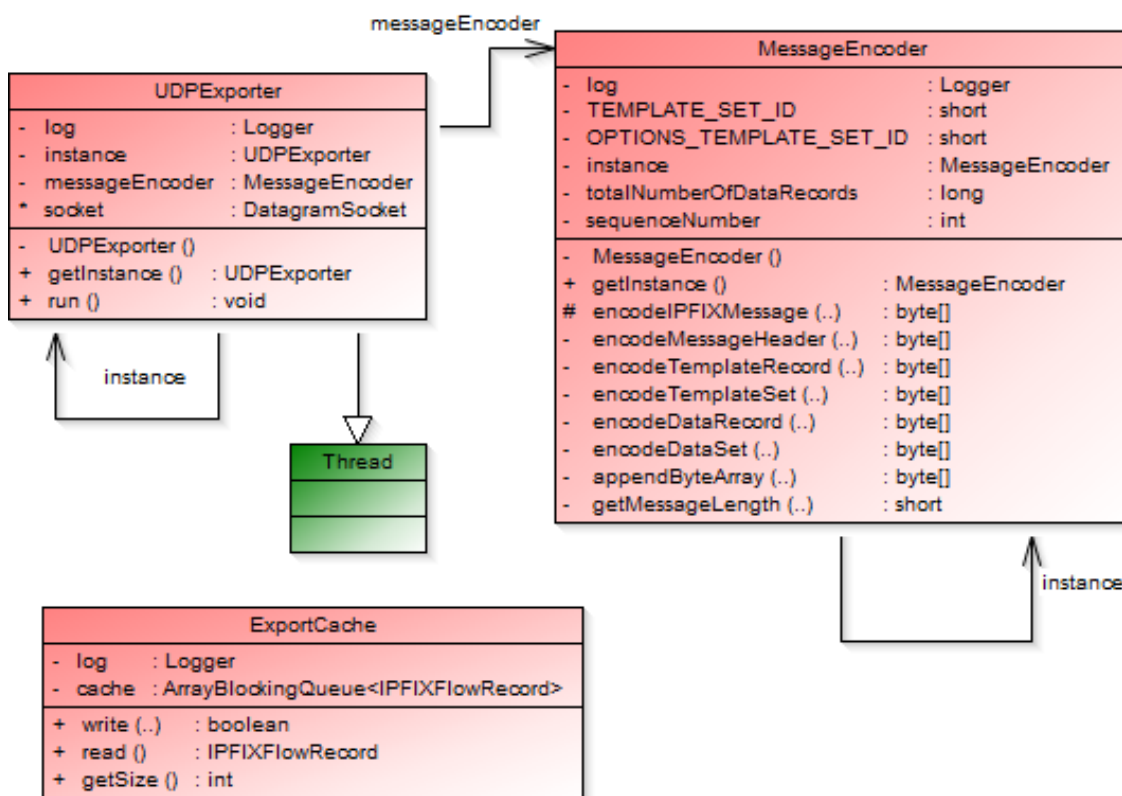 messageEncoder
UDPExporter
- log : Logger
- instance : UDPExporter
- messageEncoder : MessageEncoder
* socket : DatagramSocket
- UDPExporter ()
+ getInstance () : UDPExporter
+ run () : void
instance
Thread
MessageEncoder
- log : Logger
- TEMPLATE_SET_ID : short
- OPTIONS_TEMPLATE_SET_ID : short
- instance : MessageEncoder
- totalNumberOfDataRecords : long
- sequenceNumber : int
- MessageEncoder ()
+ getInstance () : MessageEncoder
# encodeIPFIXMessage (..) : byte[]
- encodeMessageHeader (..) : byte[]
- encodeTemplateRecord (..) : byte[]
- encodeTemplateSet (..) : byte[]
- encodeDataRecord (..) : byte[]
- encodeDataSet (..) : byte[]
- appendByteArray (..) : byte[]
- getMessageLength (..) : short
instance
ExportCache
- log : Logger
- cache : ArrayBlockingQueue<IPFIXFlowRecord>
+ write (..) : boolean
+ read () : IPFIXFlowRecord
+ getSize () : int